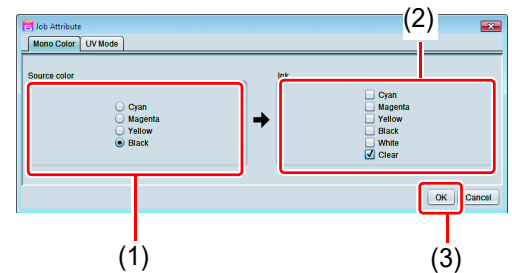 (2)
Job Attribute
Mono Color UV Mode
Source color
Ink
Cyan
Magenta
Yellow
Black
Cyan
Magenta
Yellow
Black
White
Clear
OK Cancel
(1)
(3)